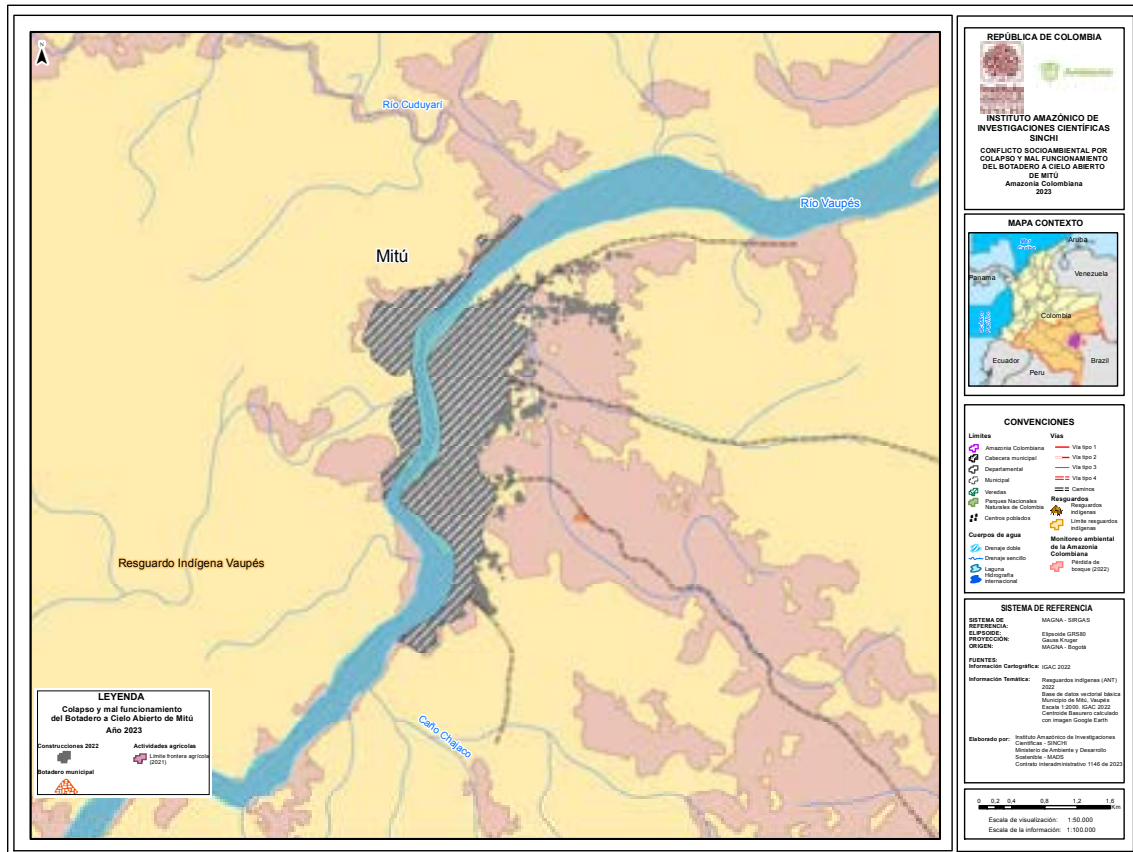 N
Río Cuduyarí
Río Vaupés
Mitú
Resguardo Indígena Vaupés
Caño Chajaco
LEYENDA
Colapso y mal funcionamiento
del Botadero a Cielo Abierto de Mitú
Año 2023
Construcciones 2022
Botadero municipal
Actividades agrícolas
Límite frontera agrícola
(2021)
REPÚBLICA DE COLOMBIA
INSTITUTO AMAZÓNICO DE
INVESTIGACIONES CIENTÍFICAS
SINCHI
CONFLICTO SOCIOAMBIENTAL POR
COLAPSO Y MAL FUNCIONAMIENTO
DEL BOTADERO A CIELO ABIERTO
DE MITÚ
Amazonia Colombiana
2023
MAPA CONTEXTO
Mar
Caribe
Aruba
Panama
Venezuela
Colombia
Ecuador
Peru
Brazil
CONVENCIONES
Límites
Amazonia Colombiana
Cabecera municipal
Departamental
Municipal
Veredas
Parques Nacionales
Naturales de Colombia
Centros poblados
Cuerpos de agua
Drenaje doble
Drenaje sencillo
Laguna
Hidrografía
internacional
Vías
Vía tipo 1
Vía tipo 2
Vía tipo 3
Vía tipo 4
Caminos
Resguardos
Resguardos
indígenas
Límite resguardos
indígenas
Monitoreo ambiental
de la Amazonia
Colombiana
Pérdida de
bosque (2022)
SISTEMA DE REFERENCIA
SISTEMA DE REFERENCIA: MAGNA - SIRGAS
ELIPSOIDE: Elipsoide GRS80
PROYECCIÓN: Gauss Kruger
ORIGEN: MAGNA - Bogotá
FUENTES:
Información Cartográfica: IGAC 2022
Información Temática: Resguardos indígenas (ANT)
2022
Base de datos vectorial básica
Municipio de Mitú, Vaupés
Escala 1:2000. IGAC 2022
Centroide Basurero calculado
con imagen Google Earth
Elaborado por: Instituto Amazónico de Investigaciones
Científicas - SINCHI
Ministerio de Ambiente y Desarrollo
Sostenible - MADS
Contrato interadministrativo 1146 de 2023
0 0,2 0,4 0,8 1,2 1,6
Km
Escala de visualización: 1:50.000
Escala de la información: 1:100.000